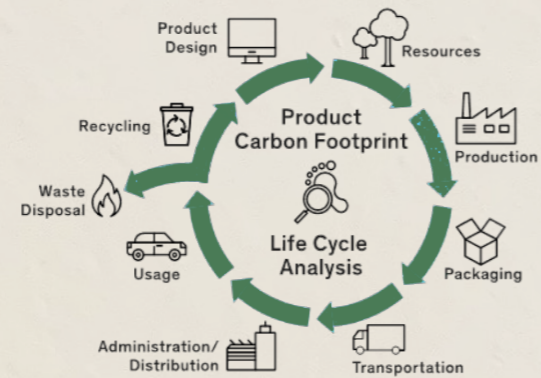 Product
Design
Resources
Recycling
Product
Carbon Footprint
Production
Waste
Disposal
Life Cycle
Analysis
Usage
Packaging
Administration/
Distribution
Transportation